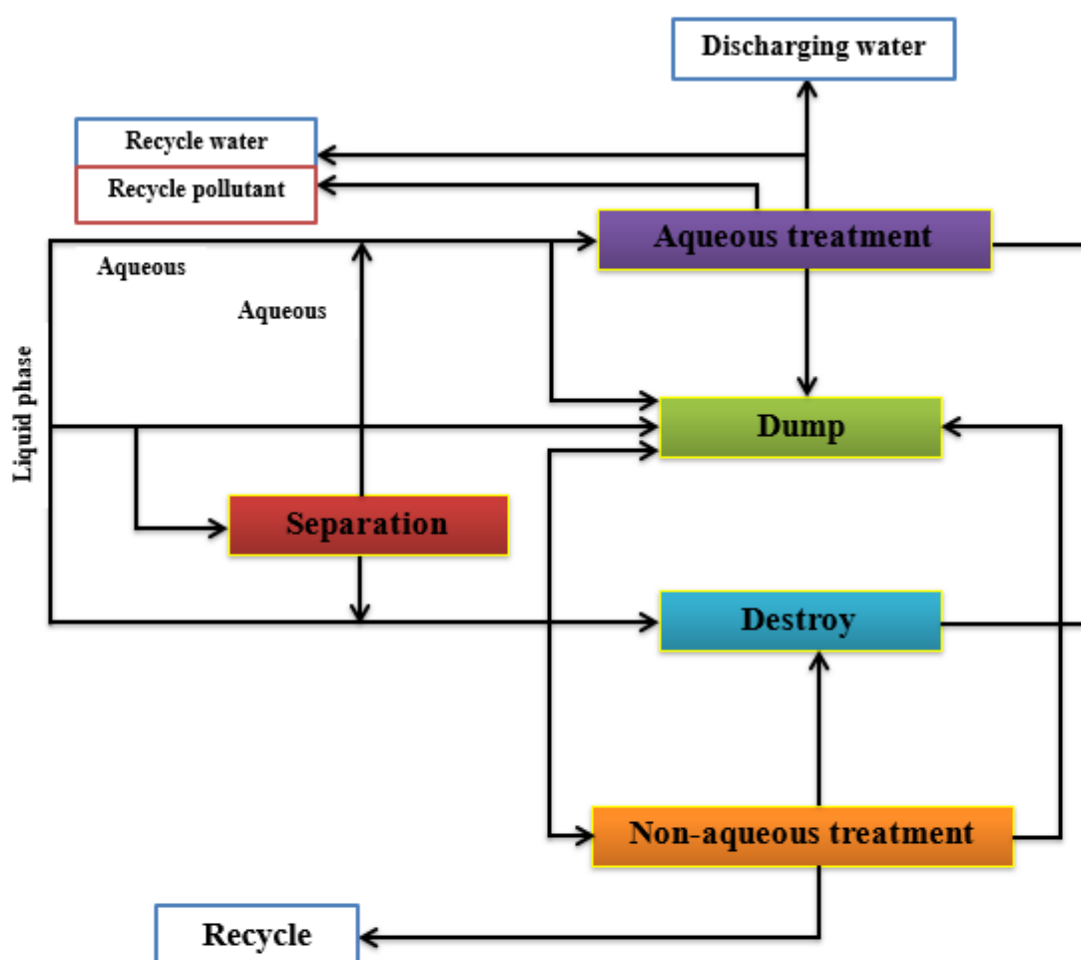 Discharging water
Recycle water
Recycle pollutant
Aqueous treatment
Aqueous
Aqueous
Liquid phase
Dump
Separation
Destroy
Non-aqueous treatment
Recycle